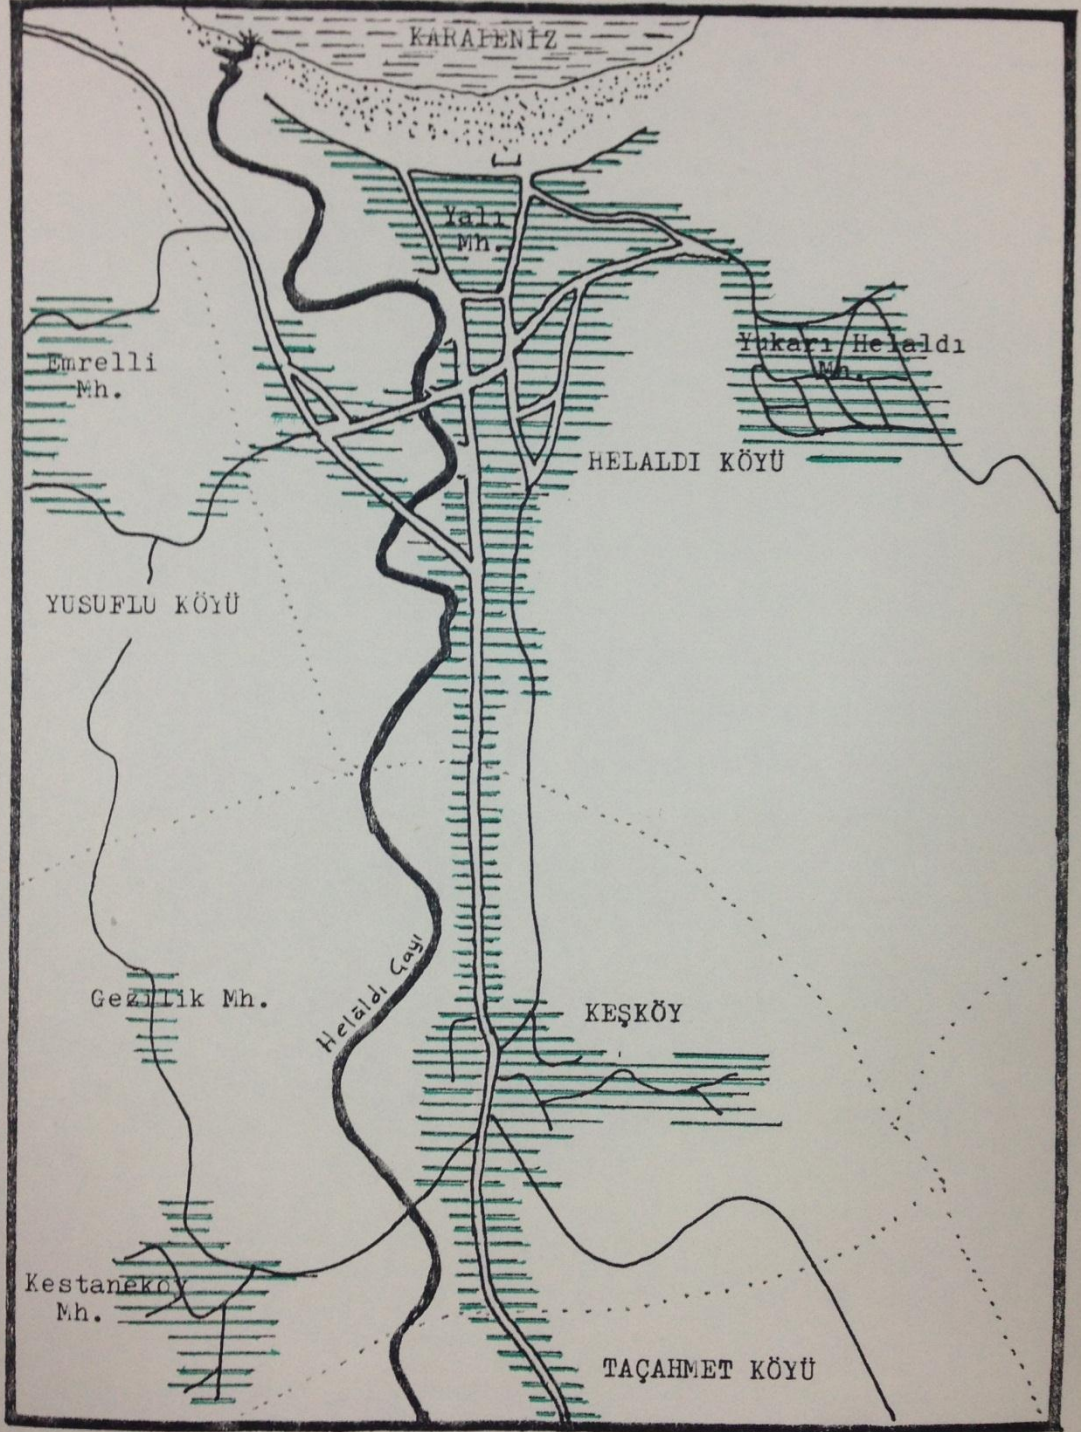 KARADENİZ
Yalı
Mh.
Yukarı Helaldı
Mh.
Emrelli
Mh.
HELALDI KÖYÜ
YUSUFLU KÖYÜ
Helaldı Çayı
Gezilik Mh.
KEŞKÖY
Kestaneköy
Mh.
TAÇAHMET KÖYÜ